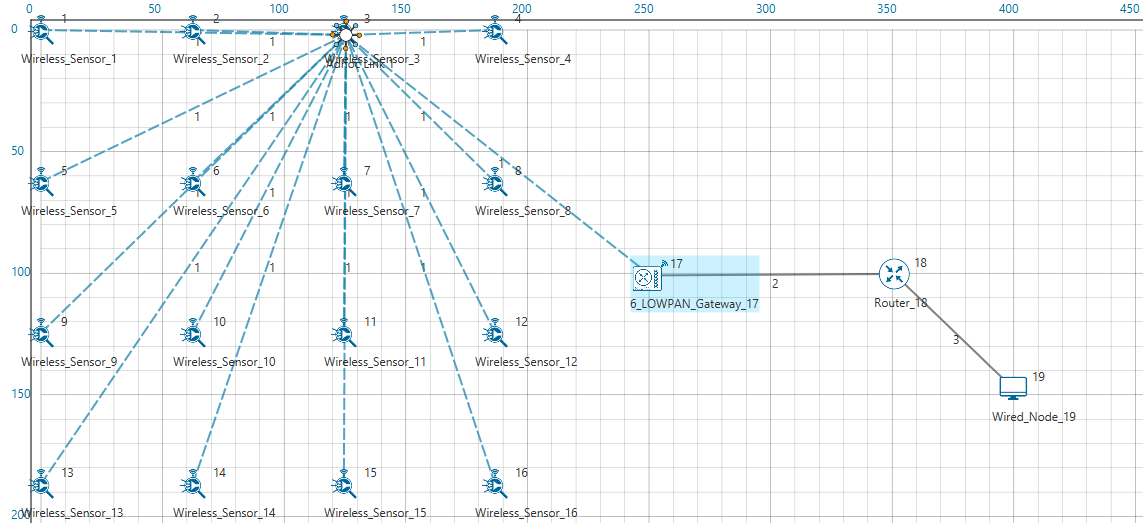 0 50 100 150 200 250 300 350 400 450
0
1 2 3 4
1 1 1
Wireless_Sensor_1 Wireless_Sensor_2 Wireless_Sensor_3 Wireless_Sensor_4
1 1 1 1
50
5 6 7 1 8
1 1 1 1
Wireless_Sensor_5 Wireless_Sensor_6 Wireless_Sensor_7 Wireless_Sensor_8
17 18
100
1 1 1 1
2
6_LOWPAN_Gateway_17 Router_18
9 10 11 12
3
Wireless_Sensor_9 Wireless_Sensor_10 Wireless_Sensor_11 Wireless_Sensor_12
19
150
Wired_Node_19
13 14 15 16
200
Wireless_Sensor_13 Wireless_Sensor_14 Wireless_Sensor_15 Wireless_Sensor_16